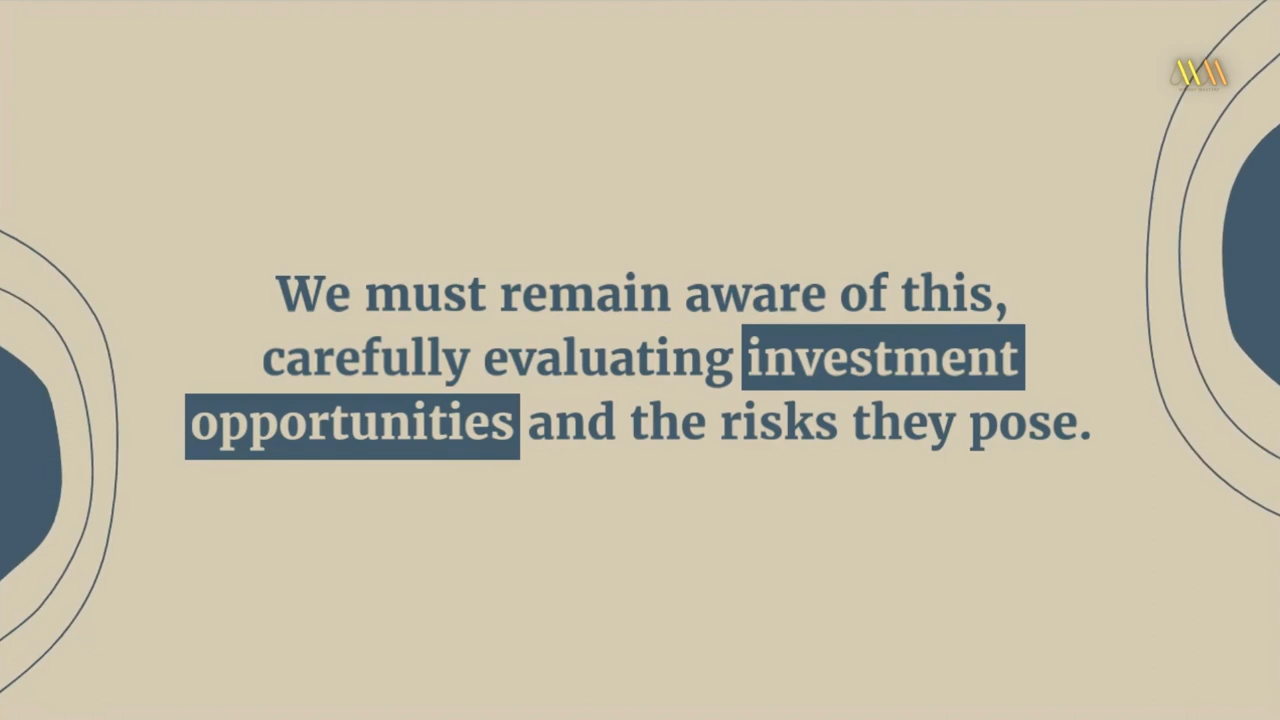 We must remain aware of this,
carefully evaluating investment
opportunities and the risks they pose.